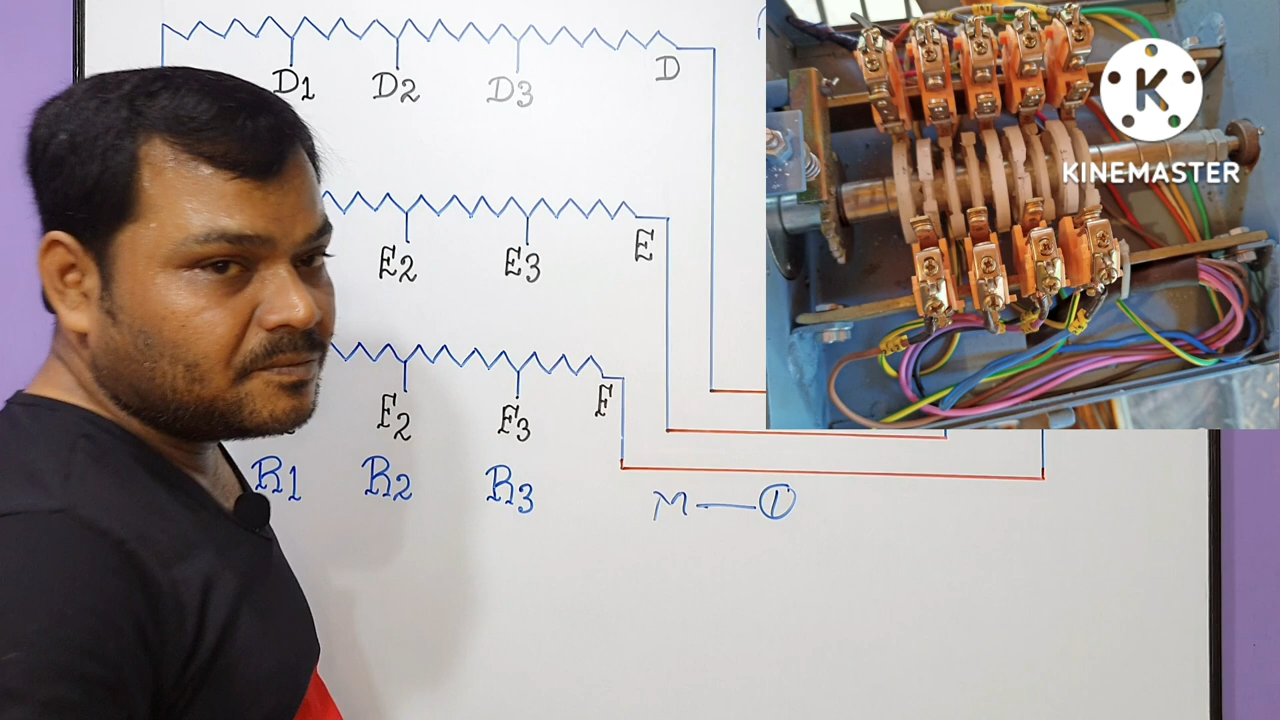 D1 D2 D3 D
E2 E3 E
F2 F3 F
R1 R2 R3
M — 1
K
KINEMASTER